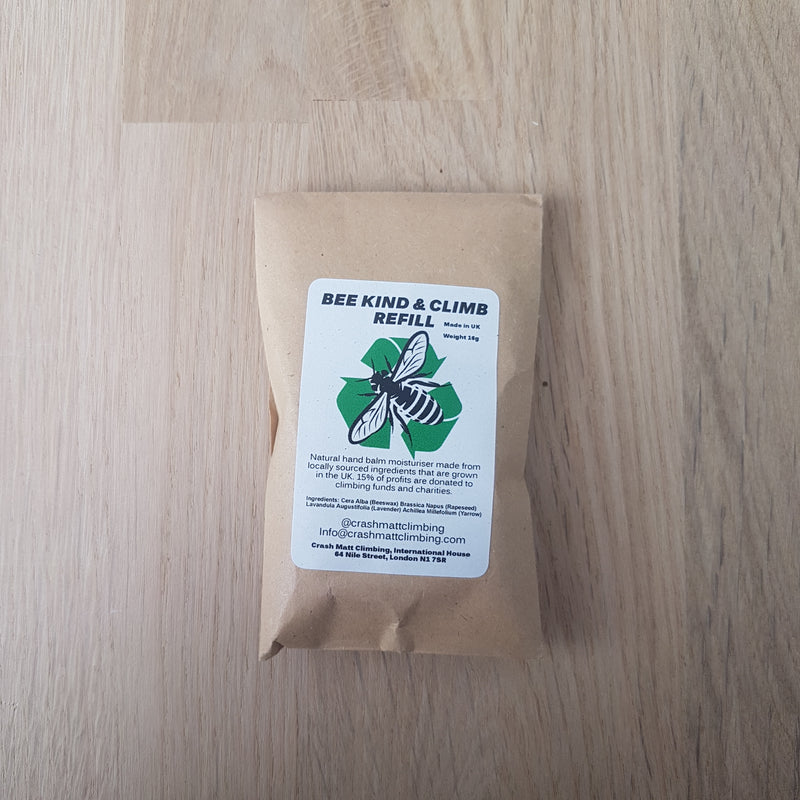 BEE KIND & CLIMB
REFILL
Made in UK
Weight 16g
Natural hand balm moisturiser made from
locally sourced ingredients that are grown
in the UK. 15% of profits are donated to
climbing funds and charities.
Ingredients: Cera Alba (Beeswax) Brassica Napus (Rapeseed)
Lavandula Augustifolia (Lavender) Achillea Millefolium (Yarrow)
@crashmattclimbing
Info@crashmattclimbing.com
Crash Matt Climbing, International House
64 Nile Street, London N1 7SR